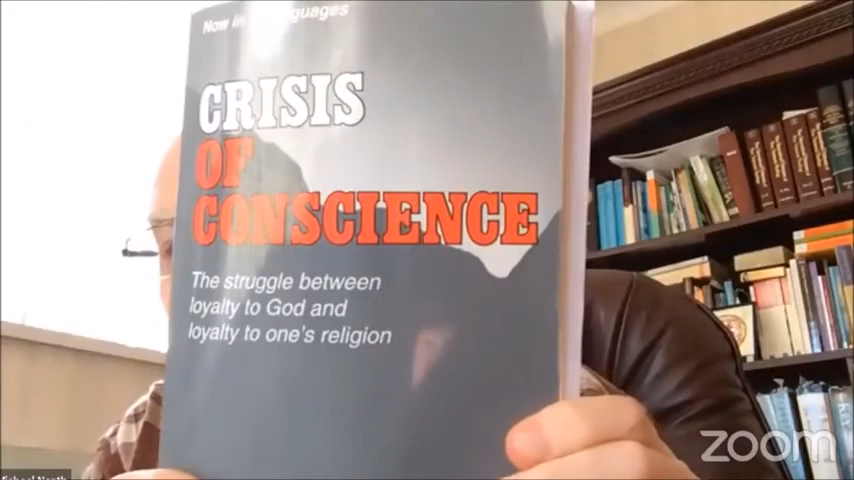 Now in languages
CRISIS
OF
CONSCIENCE
The struggle between
loyalty to God and
loyalty to one's religion
zoom